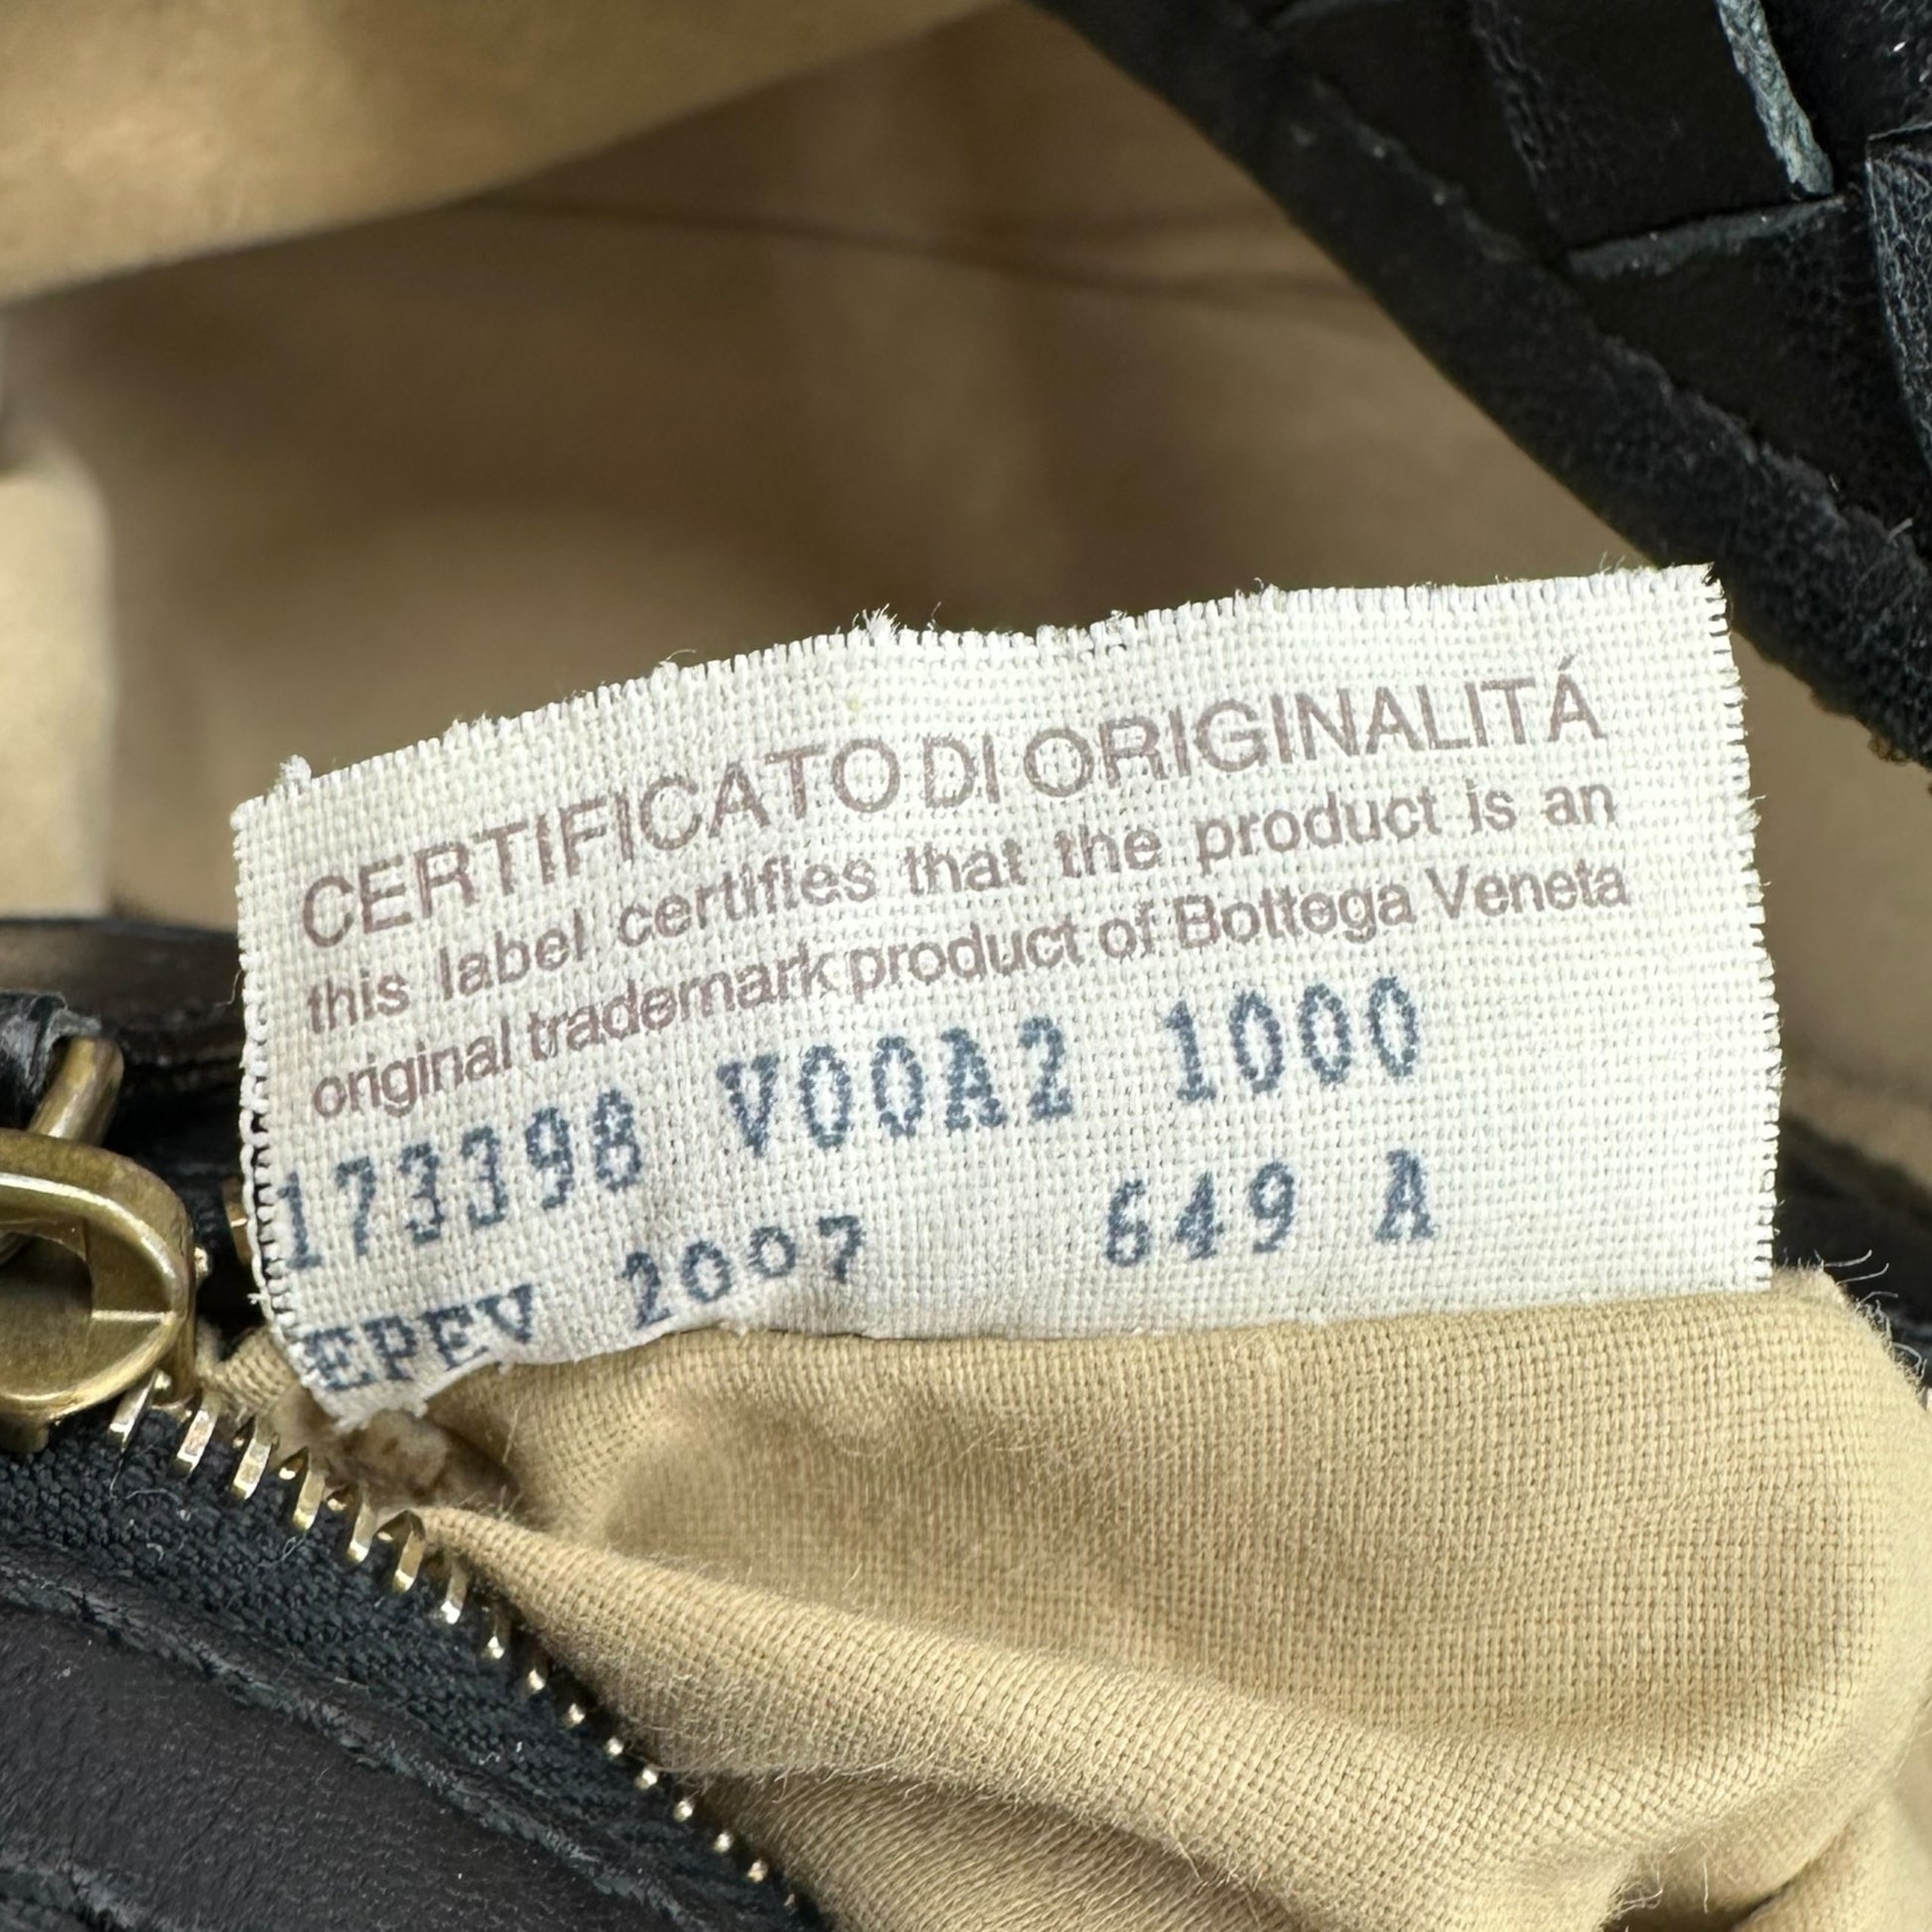 CERTIFICATO DI ORIGINALITÁ
this label certifies that the product is an
original trademark product of Bottega Veneta
173398 V00A2 1000
EPEV 2007 649 A